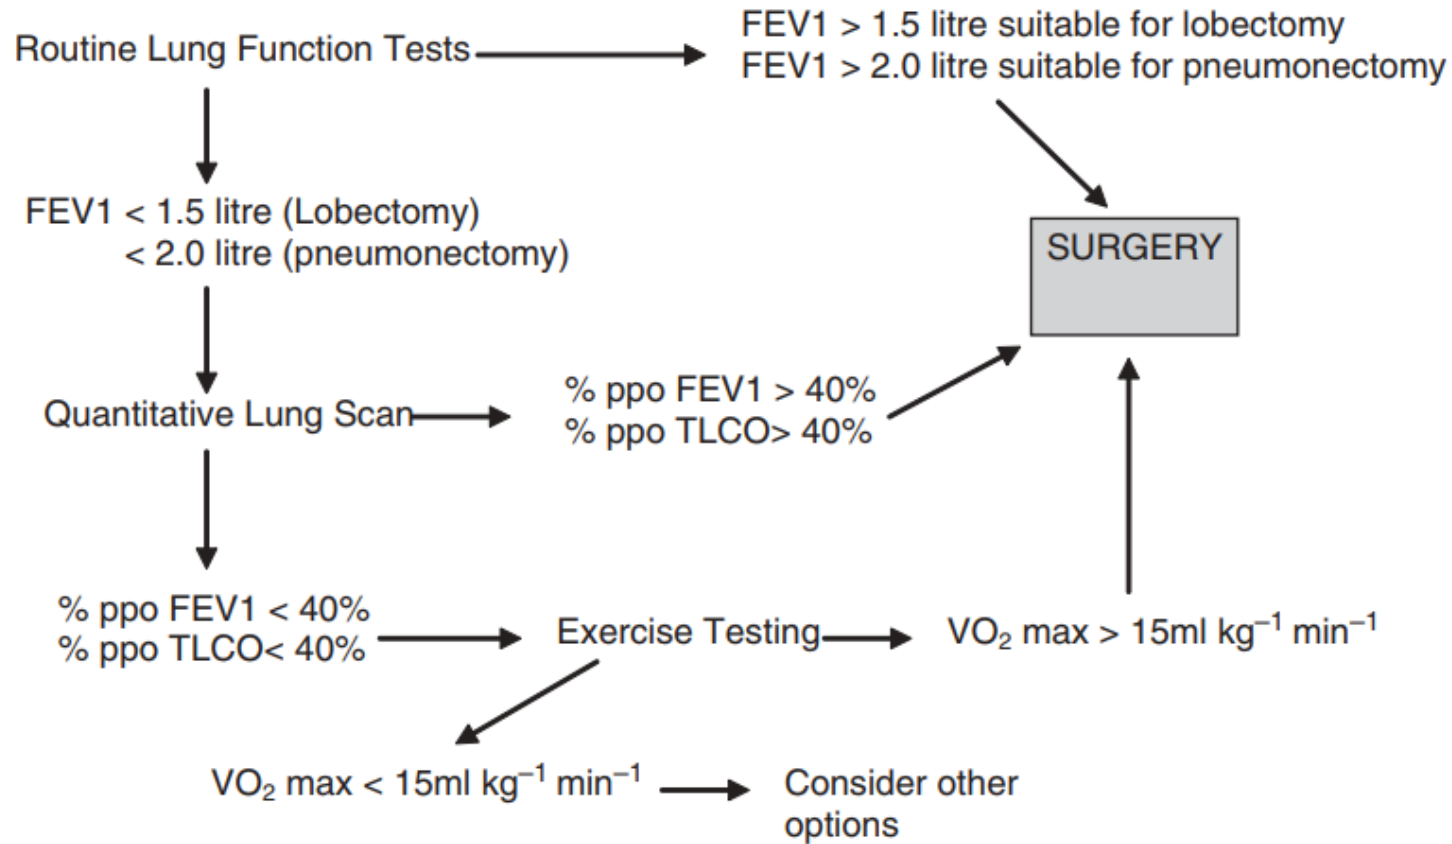 Routine Lung Function Tests
FEV1 > 1.5 litre suitable for lobectomy
FEV1 > 2.0 litre suitable for pneumonectomy
FEV1 < 1.5 litre (Lobectomy)
< 2.0 litre (pneumonectomy)
SURGERY
Quantitative Lung Scan
% ppo FEV1 > 40%
% ppo TLCO> 40%
% ppo FEV1 < 40%
% ppo TLCO< 40%
Exercise Testing
VO₂ max > 15ml kg⁻¹ min⁻¹
VO₂ max < 15ml kg⁻¹ min⁻¹
Consider other
options